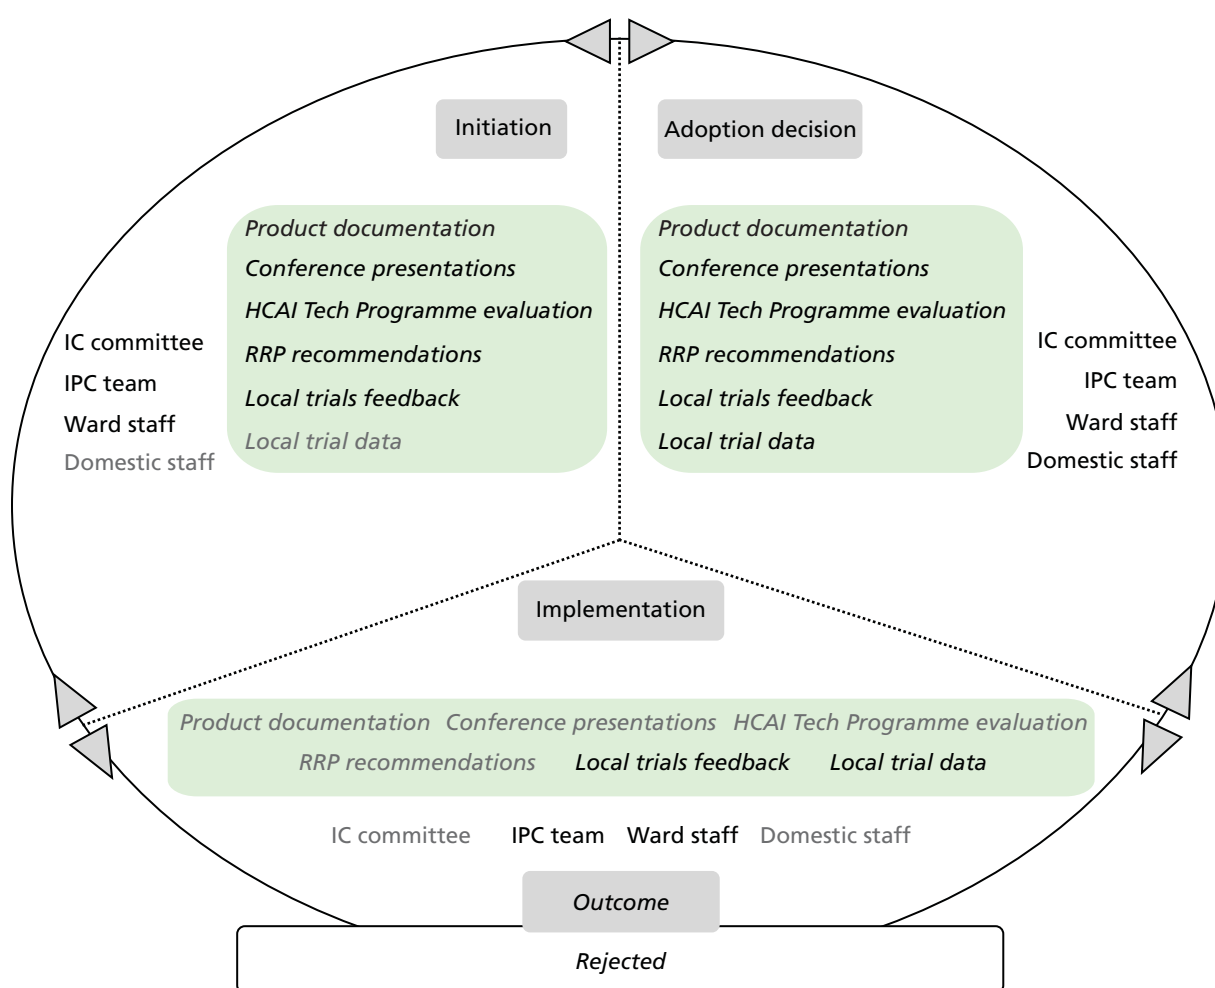 Initiation
Product documentation
Conference presentations
HCAI Tech Programme evaluation
RRP recommendations
Local trials feedback
Local trial data
IC committee
IPC team
Ward staff
Domestic staff
Adoption decision
Product documentation
Conference presentations
HCAI Tech Programme evaluation
RRP recommendations
Local trials feedback
Local trial data
IC committee
IPC team
Ward staff
Domestic staff
Implementation
Product documentation Conference presentations HCAI Tech Programme evaluation
RRP recommendations Local trials feedback Local trial data
IC committee IPC team Ward staff Domestic staff
Outcome
Rejected